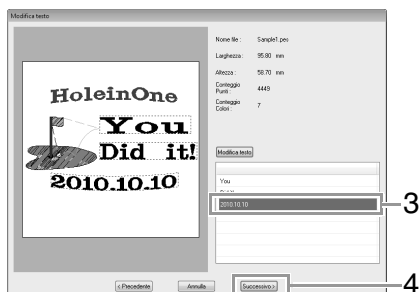 Modifica testo
HoleinOne
You
Did it!
2010.10.10
Nome file : Sample1.pes
Larghezza : 95.80 mm
Altezza : 58.70 mm
Conteggio Punti : 4449
Conteggio Colori : 7
Modifica testo
You
2010.10.10
3
< Precedente
Annulla
Successivo >
4